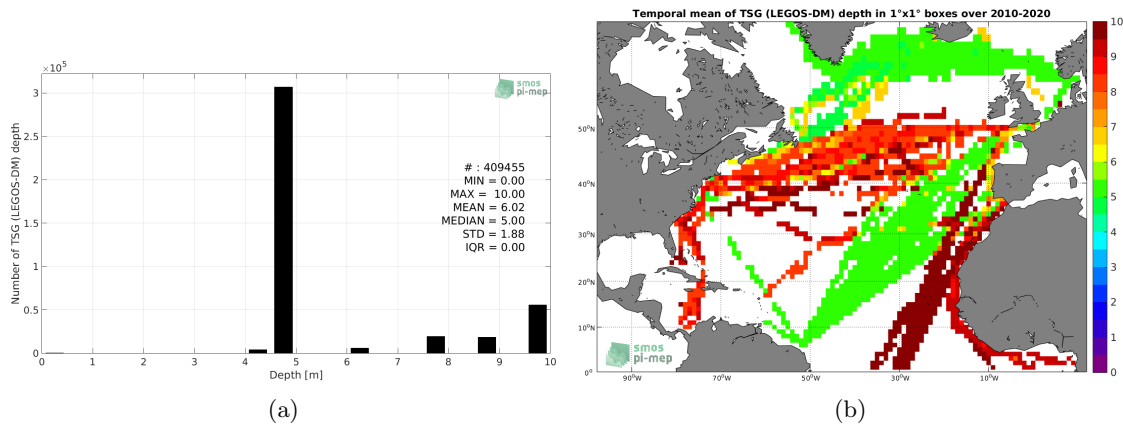 ×10⁵
3
2.5
2
1.5
1
0.5
0
Number of TSG (LEGOS-DM) depth
smos
pi-mep
# : 409455
MIN = 0.00
MAX = 10.00
MEAN = 6.02
MEDIAN = 5.00
STD = 1.88
IQR = 0.00
0 1 2 3 4 5 6 7 8 9 10
Depth [m]
(a)
Temporal mean of TSG (LEGOS-DM) depth in 1°x1° boxes over 2010-2020
50°N
40°N
30°N
20°N
10°N
0°N
90°W 70°W 50°W 30°W 10°W
smos
pi-mep
10
9
8
7
6
5
4
3
2
1
0
(b)